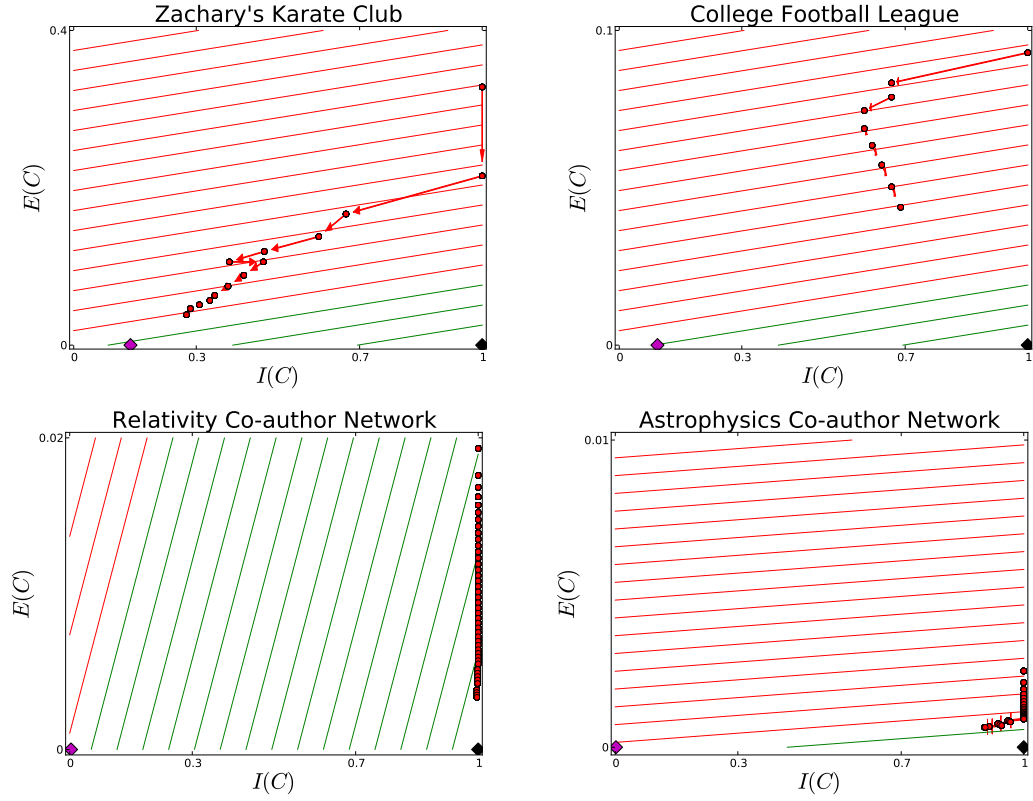 Zachary's Karate Club
0.4
E(C)
0
0
0.3
0.7
1
I(C)
College Football League
0.1
E(C)
0
0
0.3
0.7
1
I(C)
Relativity Co-author Network
0.02
E(C)
0
0
0.3
0.7
1
I(C)
Astrophysics Co-author Network
0.01
E(C)
0
0
0.3
0.7
1
I(C)